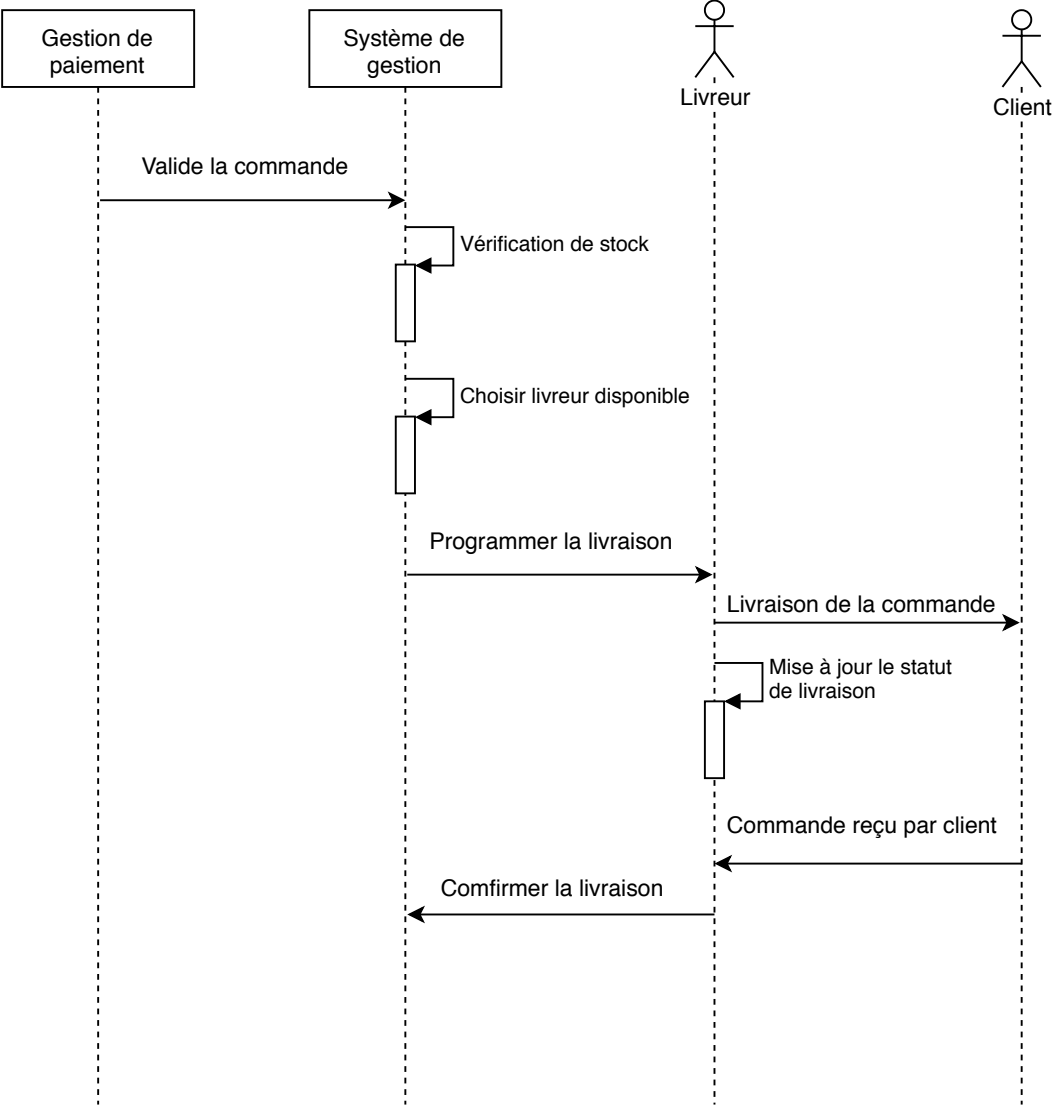 Gestion de
paiement
Système de
gestion
Livreur
Client
Valide la commande
Vérification de stock
Choisir livreur disponible
Programmer la livraison
Livraison de la commande
Mise à jour le statut
de livraison
Commande reçu par client
Comfirmer la livraison